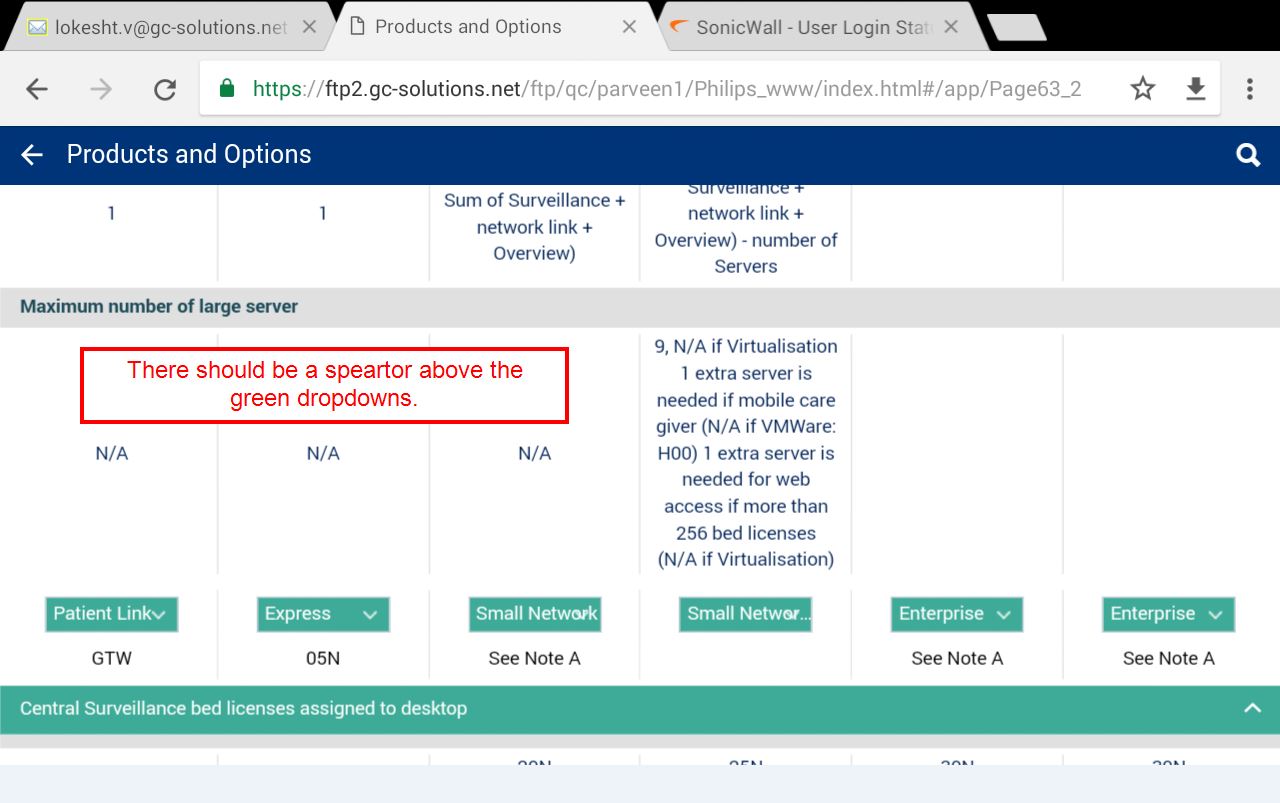 lokesht.v@gc-solutions.net
Products and Options
SonicWall - User Login Stat
https://ftp2.gc-solutions.net/ftp/qc/parveen1/Philips_www/index.html#/app/Page63_2
Products and Options
1
1
Sum of Surveillance +
network link +
Overview)
Surveillance +
network link +
Overview) - number of
Servers
Maximum number of large server
There should be a speartor above the
green dropdowns.
N/A
N/A
N/A
9, N/A if Virtualisation
1 extra server is
needed if mobile care
giver (N/A if VMWare:
H00) 1 extra server is
needed for web
access if more than
256 bed licenses
(N/A if Virtualisation)
Patient Link
Express
Small Network
Small Networ...
Enterprise
Enterprise
GTW
05N
See Note A
See Note A
See Note A
Central Surveillance bed licenses assigned to desktop